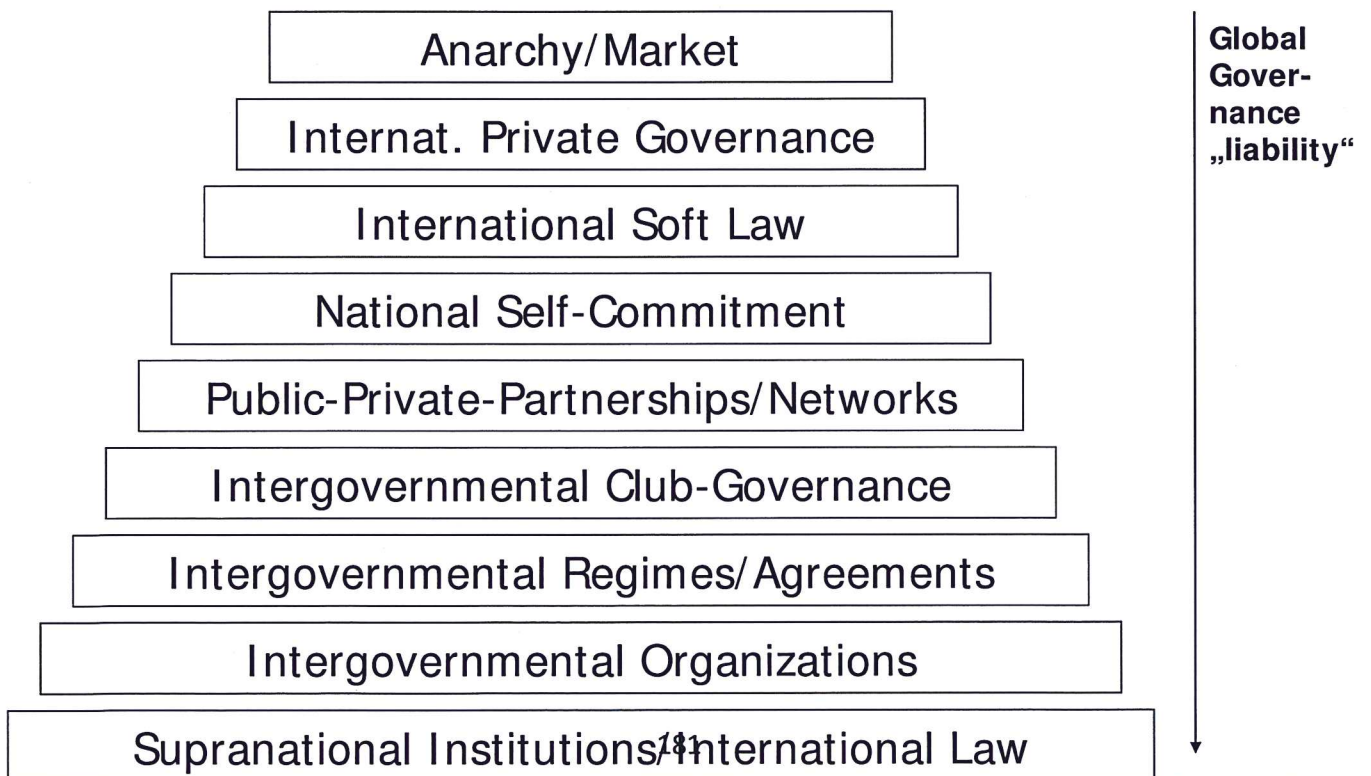 Anarchy/Market
Internat. Private Governance
International Soft Law
National Self-Commitment
Public-Private-Partnerships/Networks
Intergovernmental Club-Governance
Intergovernmental Regimes/Agreements
Intergovernmental Organizations
Supranational Institutions/International Law
181
Global
Gover-
nance
„liability“